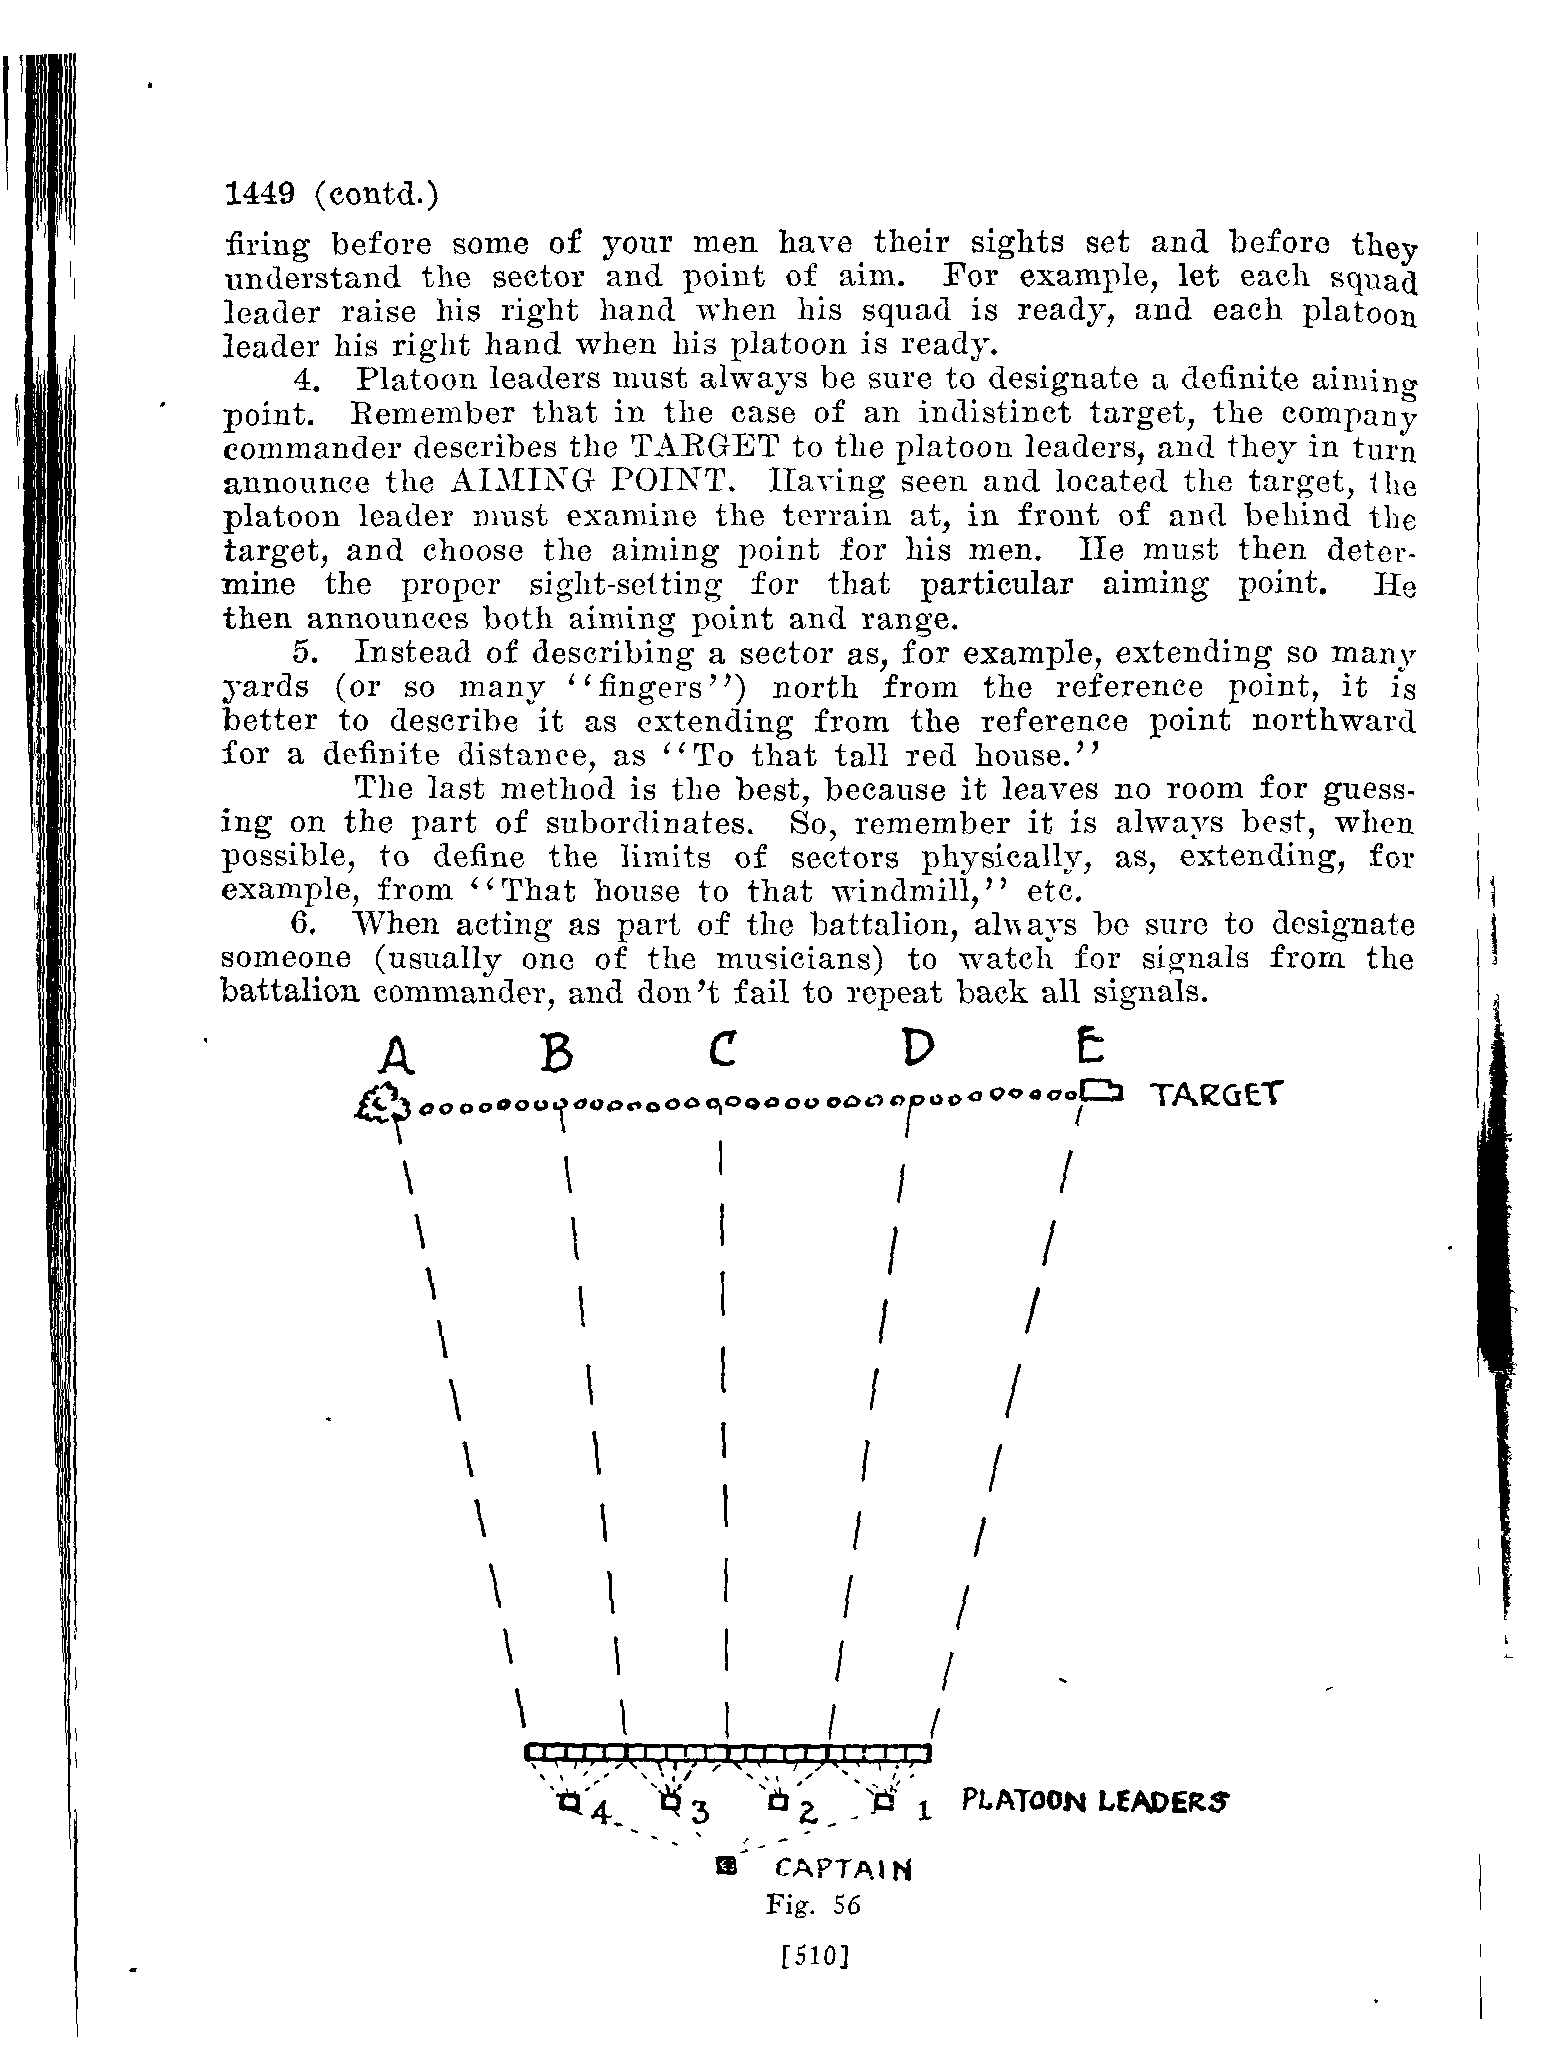 1449 (contd.)
firing before some of your men have their sights set and before they
understand the sector and point of aim. For example, let each squad
leader raise his right hand when his squad is ready, and each platoon
leader his right hand when his platoon is ready.
4. Platoon leaders must always be sure to designate a definite aiming
point. Remember that in the case of an indistinct target, the company
commander describes the TARGET to the platoon leaders, and they in turn
announce the AIMING POINT. Having seen and located the target, the
platoon leader must examine the terrain at, in front of and behind the
target, and choose the aiming point for his men. He must then deter-
mine the proper sight-setting for that particular aiming point. He
then announces both aiming point and range.
5. Instead of describing a sector as, for example, extending so many
yards (or so many ‘‘fingers’’) north from the reference point, it is
better to describe it as extending from the reference point northward
for a definite distance, as ‘‘To that tall red house.’’
The last method is the best, because it leaves no room for guess-
ing on the part of subordinates. So, remember it is always best, when
possible, to define the limits of sectors physically, as, extending, for
example, from ‘‘That house to that windmill,’’ etc.
6. When acting as part of the battalion, always be sure to designate
someone (usually one of the musicians) to watch for signals from the
battalion commander, and don't fail to repeat back all signals.
A B C D E
TARGET
4 3 2 1 PLATOON LEADERS
CAPTAIN
Fig. 56
[510]